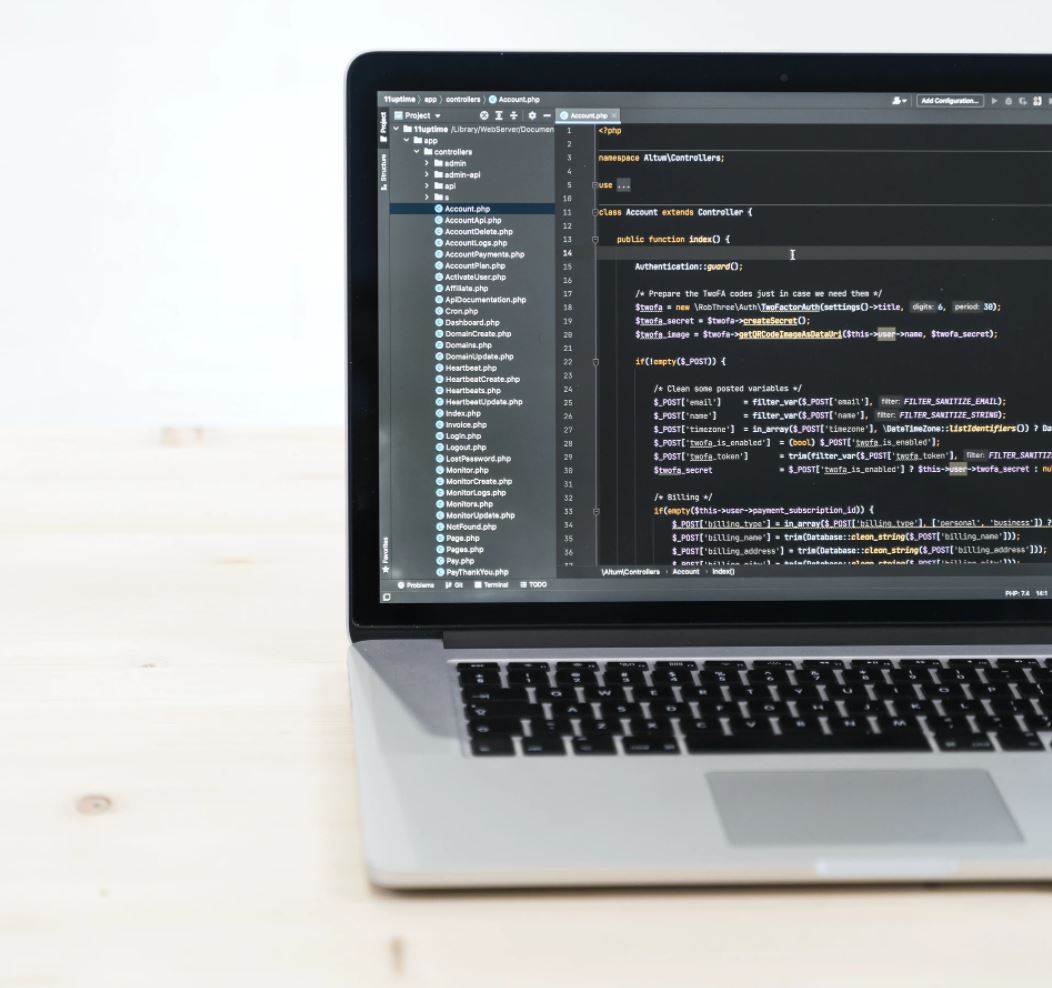 11uptime › app › controllers › Account.php
Add Configuration...
Project
Project
Account.php
11uptime /Library/WebServer/Documen
app
controllers
admin
admin-api
api
s
Account.php
AccountApi.php
AccountDelete.php
AccountLogs.php
AccountPayments.php
AccountPlan.php
ActivateUser.php
Affiliate.php
ApiDocumentation.php
Cron.php
Dashboard.php
DomainCreate.php
Domains.php
DomainUpdate.php
Heartbeat.php
HeartbeatCreate.php
Heartbeats.php
HeartbeatUpdate.php
Index.php
Invoice.php
Login.php
Logout.php
LostPassword.php
Monitor.php
MonitorCreate.php
MonitorLogs.php
Monitors.php
MonitorUpdate.php
NotFound.php
Page.php
Pages.php
Pay.php
PayThankYou.php
Structure
Favorites
1 <?php
2
3 namespace Altum\Controllers;
4
5 use ...
10
11 class Account extends Controller {
12
13 public function index() {
14
15 Authentication::guard();
16
17 /* Prepare the TwoFA codes just in case we need them */
18 $twofa = new \RobThree\Auth\TwoFactorAuth(settings()->title, digits: 6, period: 30);
19 $twofa_secret = $twofa->createSecret();
20 $twofa_image = $twofa->getQRCodeImageAsDataUri($this->user->name, $twofa_secret);
21
22 if(!empty($_POST)) {
23
24 /* Clean some posted variables */
25 $_POST['email'] = filter_var($_POST['email'], filter: FILTER_SANITIZE_EMAIL);
26 $_POST['name'] = filter_var($_POST['name'], filter: FILTER_SANITIZE_STRING);
27 $_POST['timezone'] = in_array($_POST['timezone'], \DateTimeZone::listIdentifiers()) ? Da
28 $_POST['twofa_is_enabled'] = (bool) $_POST['twofa_is_enabled'];
29 $_POST['twofa_token'] = trim(filter_var($_POST['twofa_token'], filter: FILTER_SANITIZE
30 $twofa_secret = $_POST['twofa_is_enabled'] ? $this->user->twofa_secret : nu
31
32 /* Billing */
33 if(empty($this->user->payment_subscription_id)) {
34 $_POST['billing_type'] = in_array($_POST['billing_type'], ['personal', 'business']) ?
35 $_POST['billing_name'] = trim(Database::clean_string($_POST['billing_name']));
36 $_POST['billing_address'] = trim(Database::clean_string($_POST['billing_address']));
\Altum\Controllers › Account › index()
Problems Git Terminal TODO
PHP: 7.4 14:1